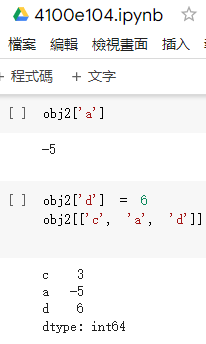 4100e104.ipynb
檔案 編輯 檢視畫面 插入
+ 程式碼 + 文字
[ ] obj2['a']
-5
[ ] obj2['d'] = 6
obj2[['c', 'a', 'd']]
c 3
a -5
d 6
dtype: int64